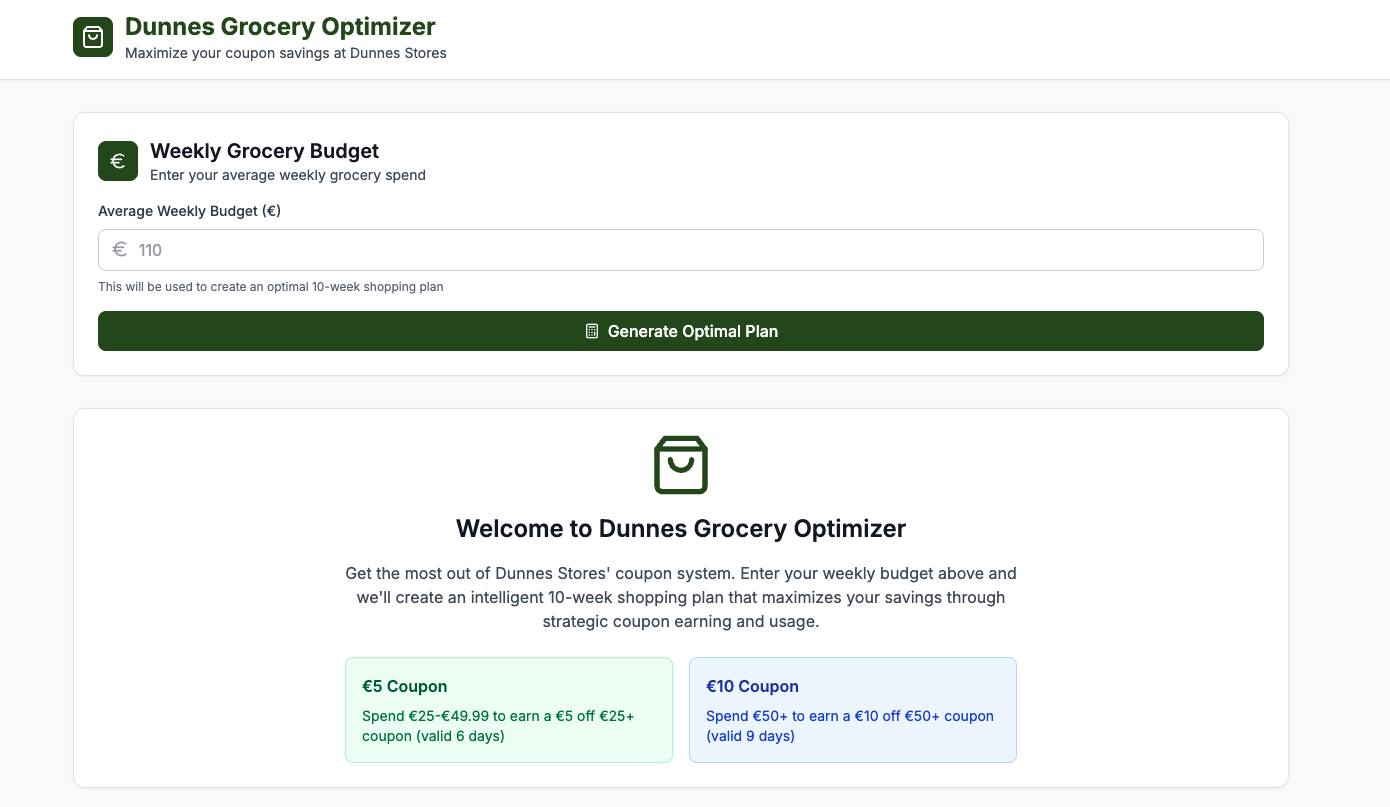 Dunnes Grocery Optimizer
Maximize your coupon savings at Dunnes Stores
€
Weekly Grocery Budget
Enter your average weekly grocery spend
Average Weekly Budget (€)
€ 110
This will be used to create an optimal 10-week shopping plan
Generate Optimal Plan
Welcome to Dunnes Grocery Optimizer
Get the most out of Dunnes Stores' coupon system. Enter your weekly budget above and
we'll create an intelligent 10-week shopping plan that maximizes your savings through
strategic coupon earning and usage.
€5 Coupon
Spend €25-€49.99 to earn a €5 off €25+
coupon (valid 6 days)
€10 Coupon
Spend €50+ to earn a €10 off €50+ coupon
(valid 9 days)